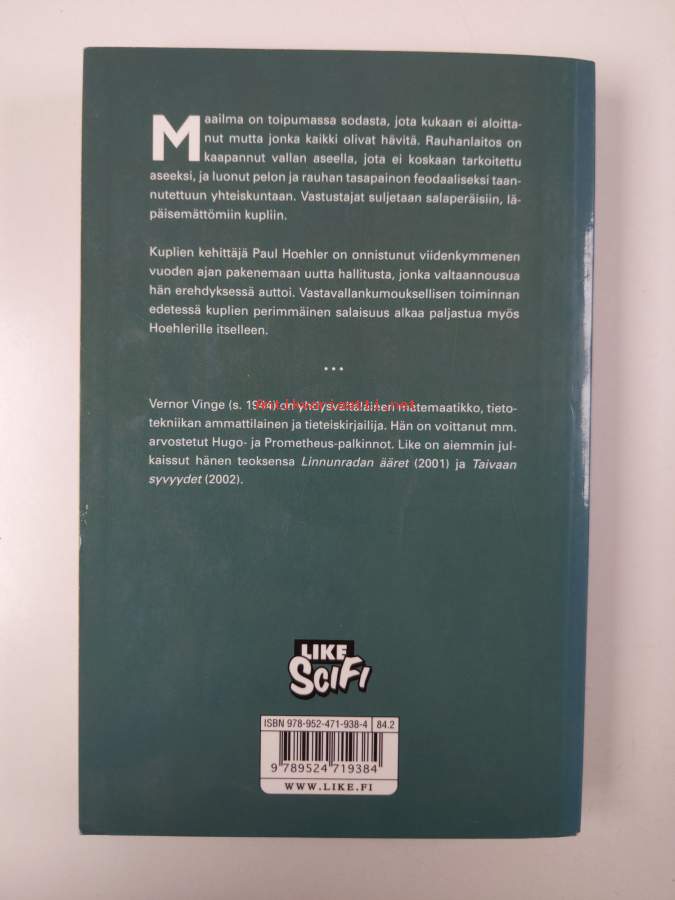 Maailma on toipumassa sodasta, jota kukaan ei aloitta-
nut mutta jonka kaikki olivat hävitä. Rauhanlaitos on
kaapannut vallan aseella, jota ei koskaan tarkoitettu
aseeksi, ja luonut pelon ja rauhan tasapainon feodaaliseksi taan-
nutettuun yhteiskuntaan. Vastustajat suljetaan salaperäisiin, lä-
päisemättömiin kupliin.
Kuplien kehittäjä Paul Hoehler on onnistunut viidenkymmenen
vuoden ajan pakenemaan uutta hallitusta, jonka valtaannousua
hän erehdyksessä auttoi. Vastavallankumouksellisen toiminnan
edetessä kuplien perimmäinen salaisuus alkaa paljastua myös
Hoehlerille itselleen.
...
Vernor Vinge (s. 1944) on yhdysvaltalainen matemaatikko, tieto-
tekniikan ammattilainen ja tieteiskirjailija. Hän on voittanut mm.
arvostetut Hugo- ja Prometheus-palkinnot. Like on aiemmin jul-
kaissut hänen teoksensa Linnunradan ääret (2001) ja Taivaan
syvyydet (2002).
LIKE
SCIFI
ISBN 978-952-471-938-4 84.2
9 789524 719384
WWW.LIKE.FI